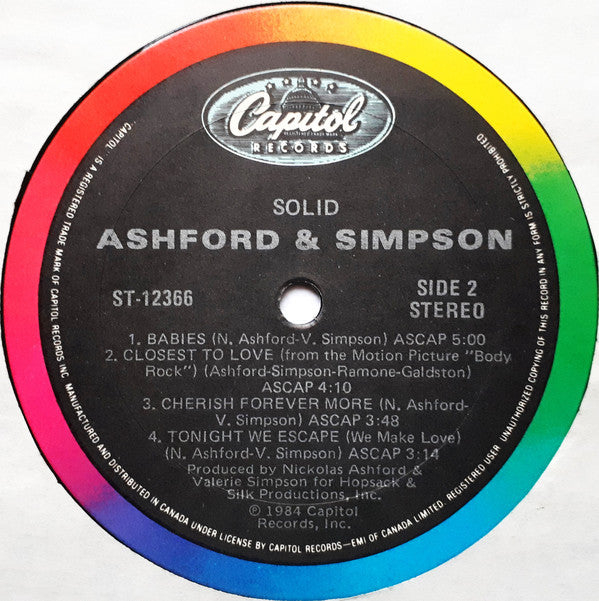 Capitol
REGISTERED TRADE MARK
RECORDS
SOLID
ASHFORD & SIMPSON
ST-12366
SIDE 2
STEREO
1. BABIES (N. Ashford-V. Simpson) ASCAP 5:00
2. CLOSEST TO LOVE (from the Motion Picture "Body
Rock") (Ashford-Simpson-Ramone-Galdston)
ASCAP 4:10
3. CHERISH FOREVER MORE (N. Ashford-
V. Simpson) ASCAP 3:48
4. TONIGHT WE ESCAPE (We Make Love)
(N. Ashford-V. Simpson) ASCAP 3:14
Produced by Nickolas Ashford &
Valerie Simpson for Hopsack &
Silk Productions, Inc.
℗ 1984 Capitol
Records, Inc.
CAPITOL IS A REGISTERED TRADE MARK OF CAPITOL RECORDS INC. MANUFACTURED AND DISTRIBUTED IN CANADA UNDER LICENSE BY CAPITOL RECORDS—EMI OF CANADA LIMITED, REGISTERED USER. UNAUTHORIZED COPYING OF THIS RECORD IN ANY FORM IS STRICTLY PROHIBITED